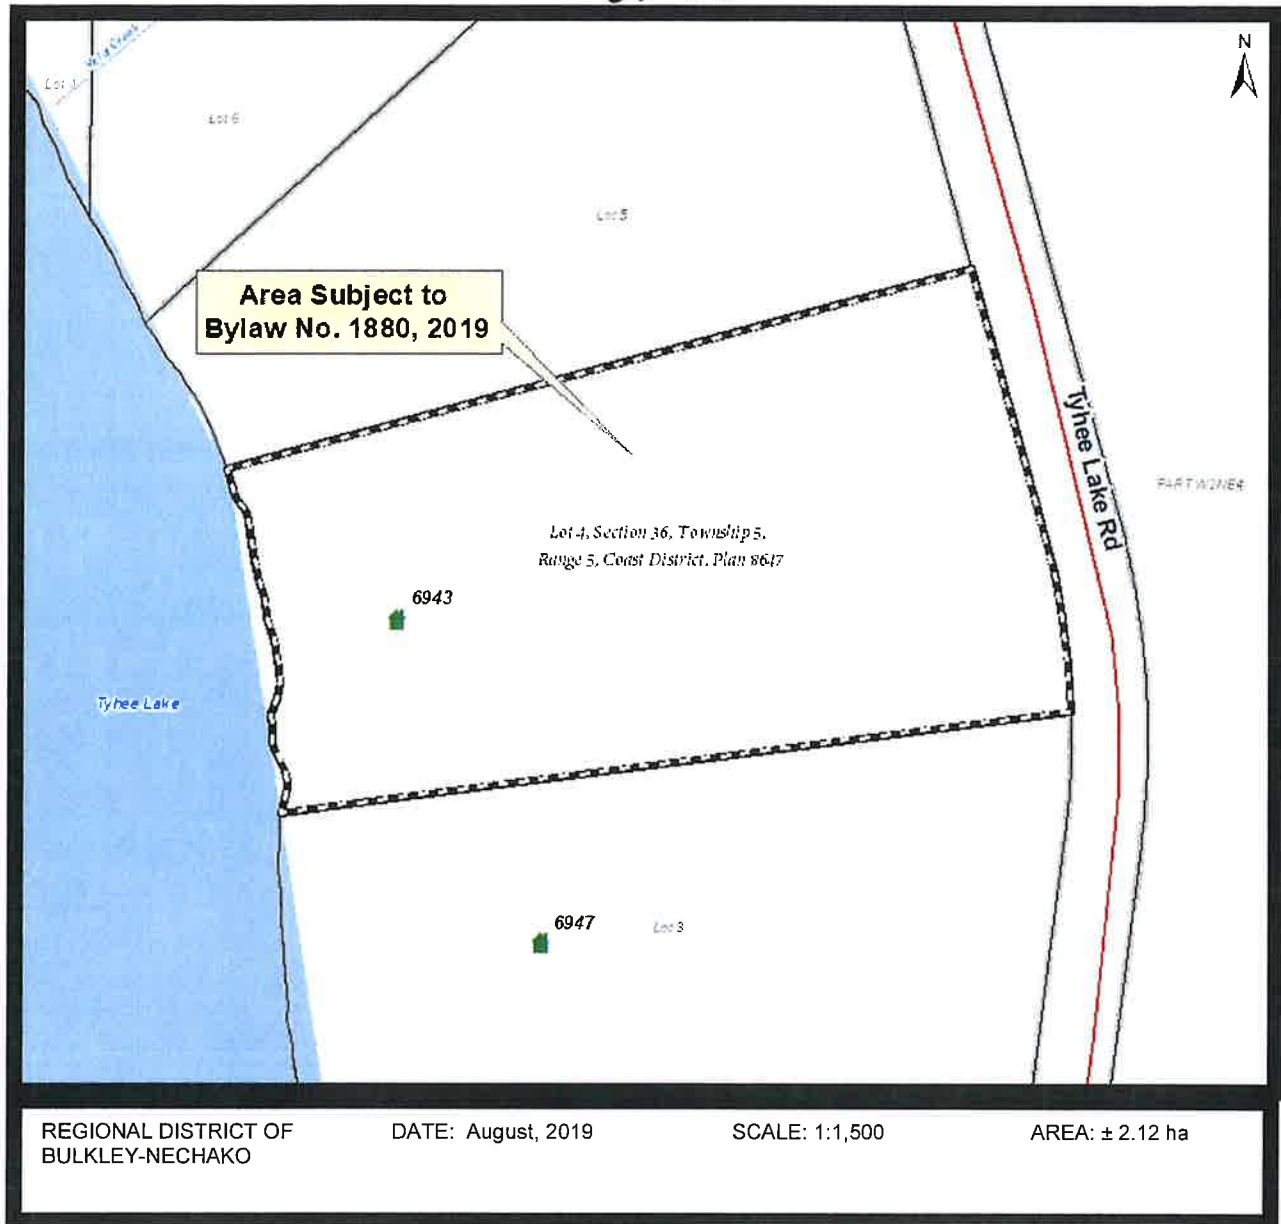 N
Lot 6
Lot 5
Area Subject to
Bylaw No. 1880, 2019
Tyhee Lake Rd
PART W2NE4
Lot 4, Section 36, Township 5,
Range 5, Coast District, Plan 8647
6943
Tyhee Lake
6947
Lot 3
REGIONAL DISTRICT OF
BULKLEY-NECHAKO
DATE: August, 2019
SCALE: 1:1,500
AREA: ± 2.12 ha